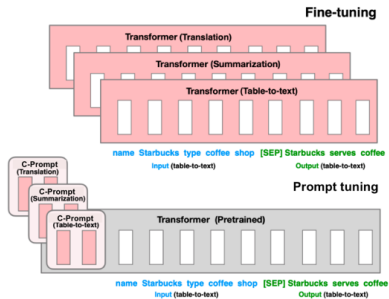 Fine-tuning
Transformer (Translation)
Transformer (Summarization)
Transformer (Table-to-text)
name Starbucks type coffee shop [SEP] Starbucks serves coffee
Input (table-to-text) Output (table-to-text)
Prompt tuning
C-Prompt
(Translation)
C-Prompt
(Summarization)
C-Prompt
(Table-to-text)
Transformer (Pretrained)
name Starbucks type coffee shop [SEP] Starbucks serves coffee
Input (table-to-text) Output (table-to-text)